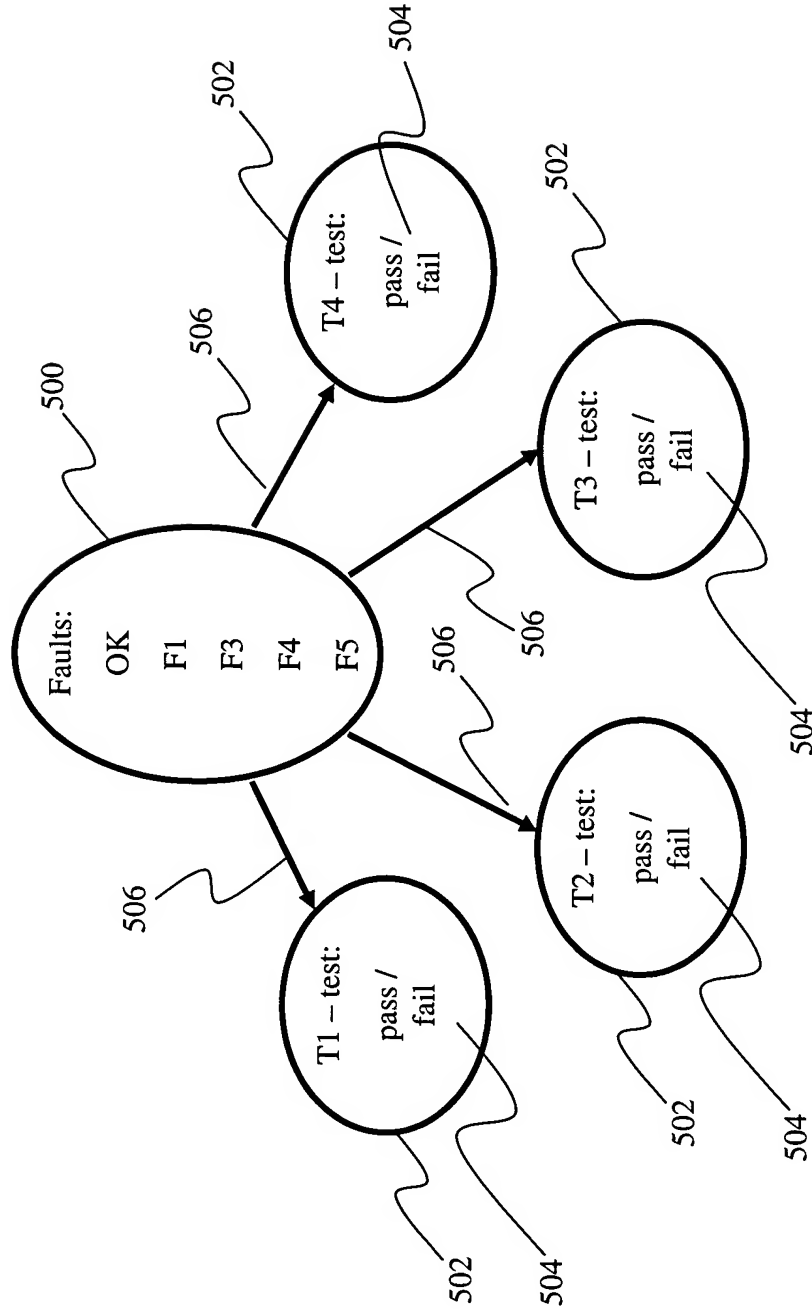 500
Faults:
OK
F1
F3
F4
F5
506
506
502
504
T1 – test:
pass /
fail
T4 – test:
pass /
fail
506
506
502
504
502
T2 – test:
pass /
fail
T3 – test:
pass /
fail
502
504
504